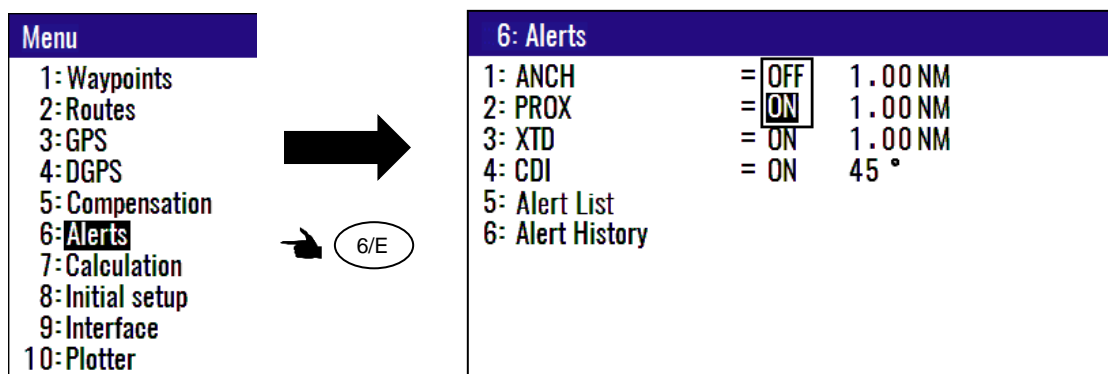 Menu
1: Waypoints
2: Routes
3: GPS
4: DGPS
5: Compensation
6: Alerts
7: Calculation
8: Initial setup
9: Interface
10: Plotter
6/E
6: Alerts
1: ANCH = OFF 1.00 NM
2: PROX = ON 1.00 NM
3: XTD = ON 1.00 NM
4: CDI = ON 45 °
5: Alert List
6: Alert History